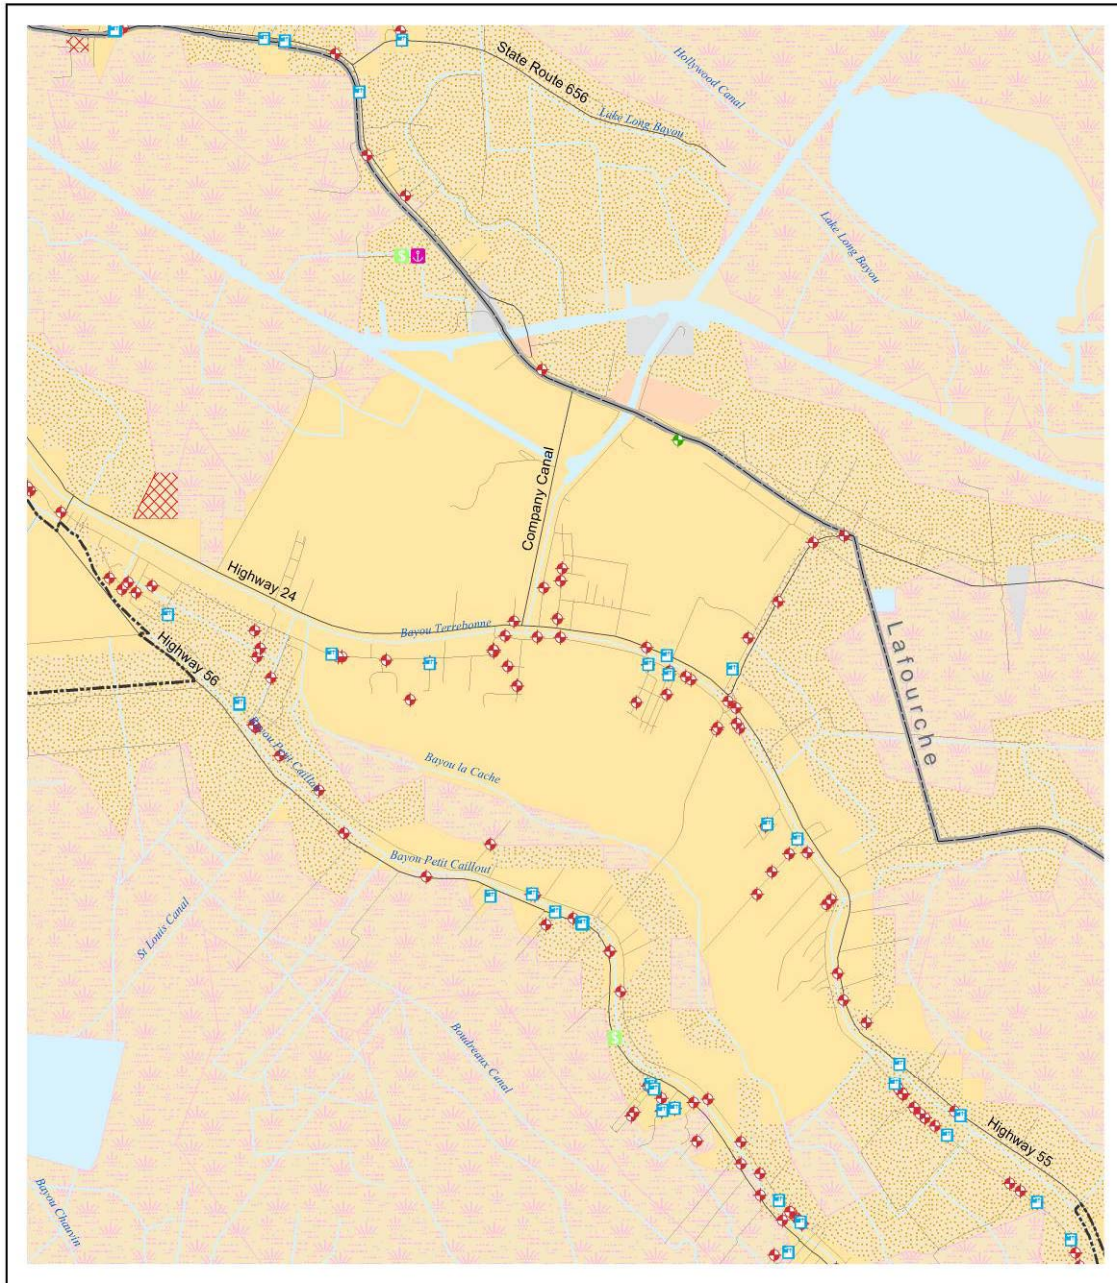 State Route 656
Hollywood Canal
Lake Long Bayou
Lake Long Bayou
Company Canal
Highway 24
Bayou Terrebonne
Highway 56
Lafourche
Bayou Petit Caillou
Bayou la Cache
Bayou Petit Caillout
St Louis Canal
Boudreaux Canal
Highway 55
Bayou Chauvin